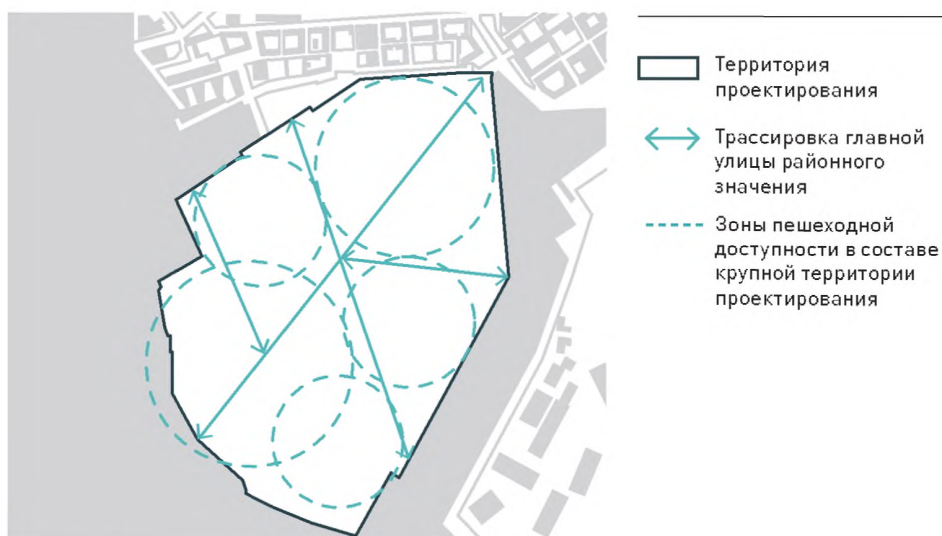 Территория
проектирования
Трассировка главной
улицы районного
значения
Зоны пешеходной
доступности в составе
крупной территории
проектирования